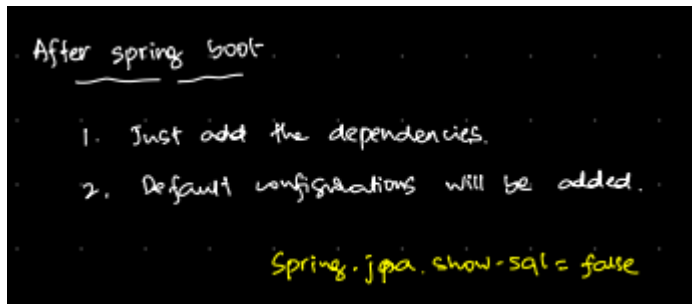 After spring boot
1. Just add the dependencies.
2. Default configurations will be added.
Spring.jpa.show-sql = false